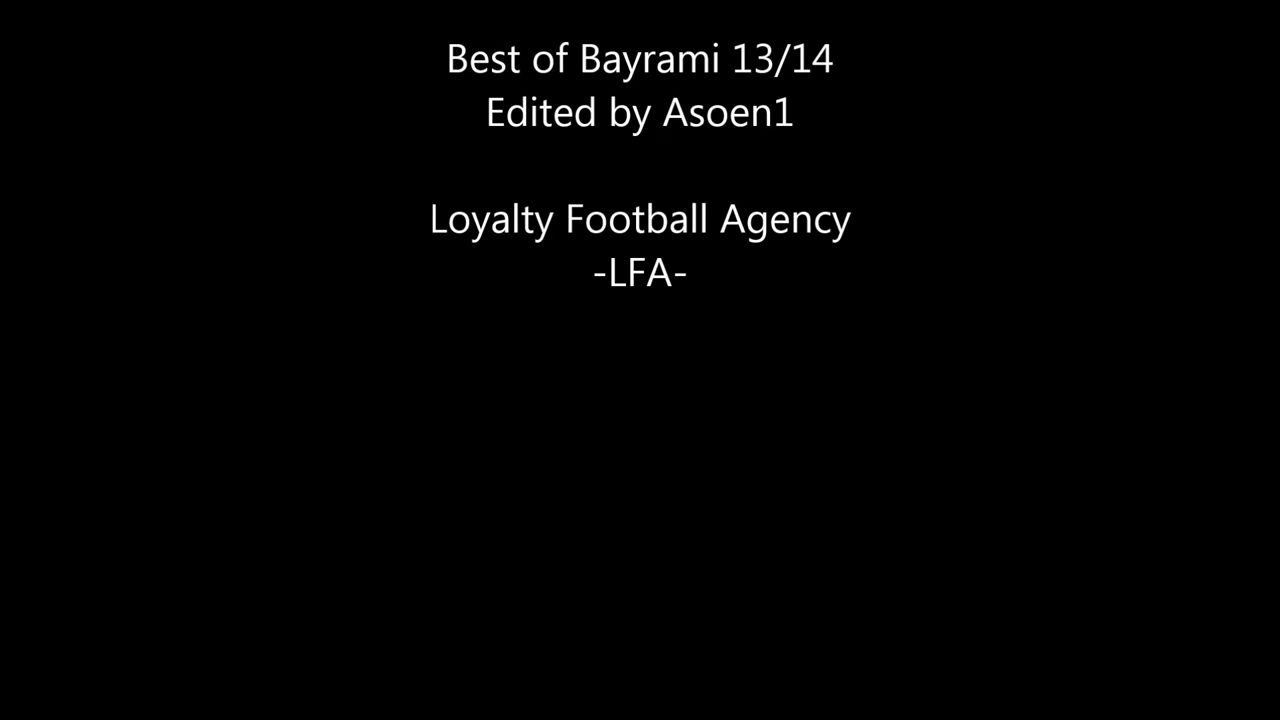 Best of Bayrami 13/14
Edited by Asoen1
Loyalty Football Agency
-LFA-